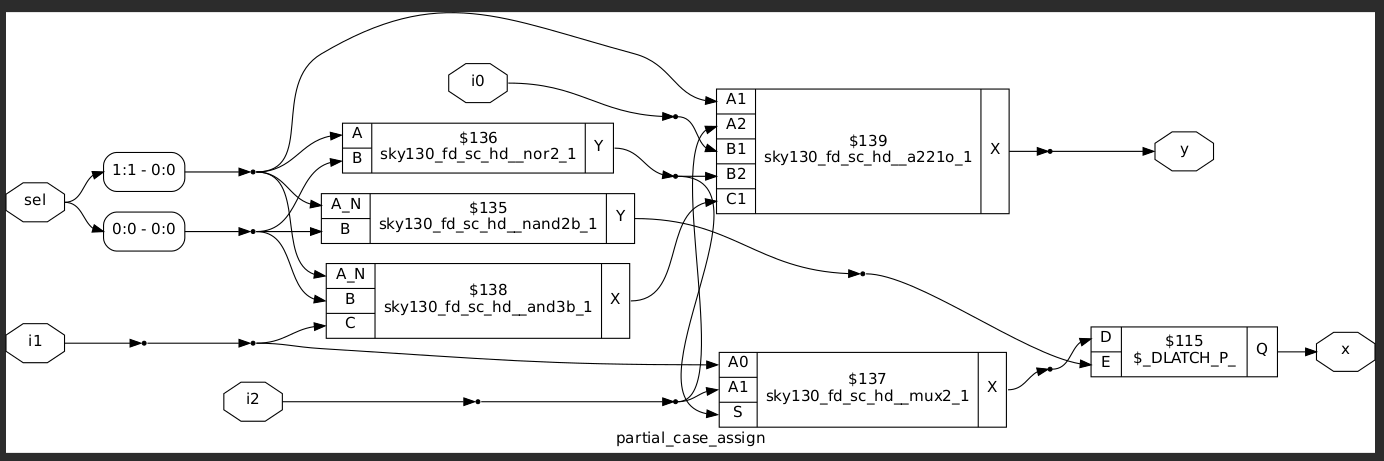 i0
A1
A2
B1
B2
C1
$139
sky130_fd_sc_hd__a221o_1
X
y
A
B
$136
sky130_fd_sc_hd__nor2_1
Y
1:1 - 0:0
sel
0:0 - 0:0
A_N
B
$135
sky130_fd_sc_hd__nand2b_1
Y
A_N
B
C
$138
sky130_fd_sc_hd__and3b_1
X
i1
i2
A0
A1
S
$137
sky130_fd_sc_hd__mux2_1
X
D
E
$115
$_DLATCH_P_
Q
x
partial_case_assign